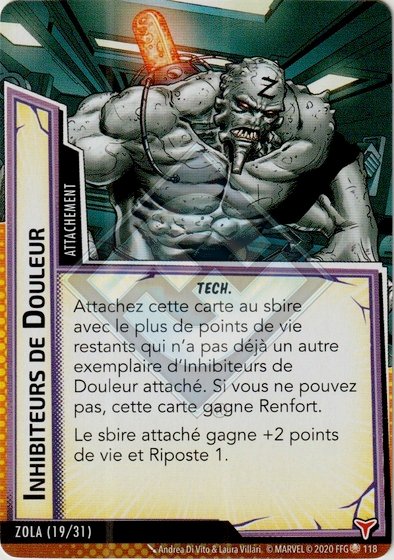 Z
ATTACHEMENT
INHIBITEURS DE DOULEUR
TECH.
Attachez cette carte au sbire
avec le plus de points de vie
restants qui n'a pas déjà un autre
exemplaire d'Inhibiteurs de
Douleur attaché. Si vous ne pouvez
pas, cette carte gagne Renfort.
Le sbire attaché gagne +2 points
de vie et Riposte 1.
ZOLA (19/31)
Andrea Di Vito & Laura Villari. © MARVEL © 2020 FFG 118